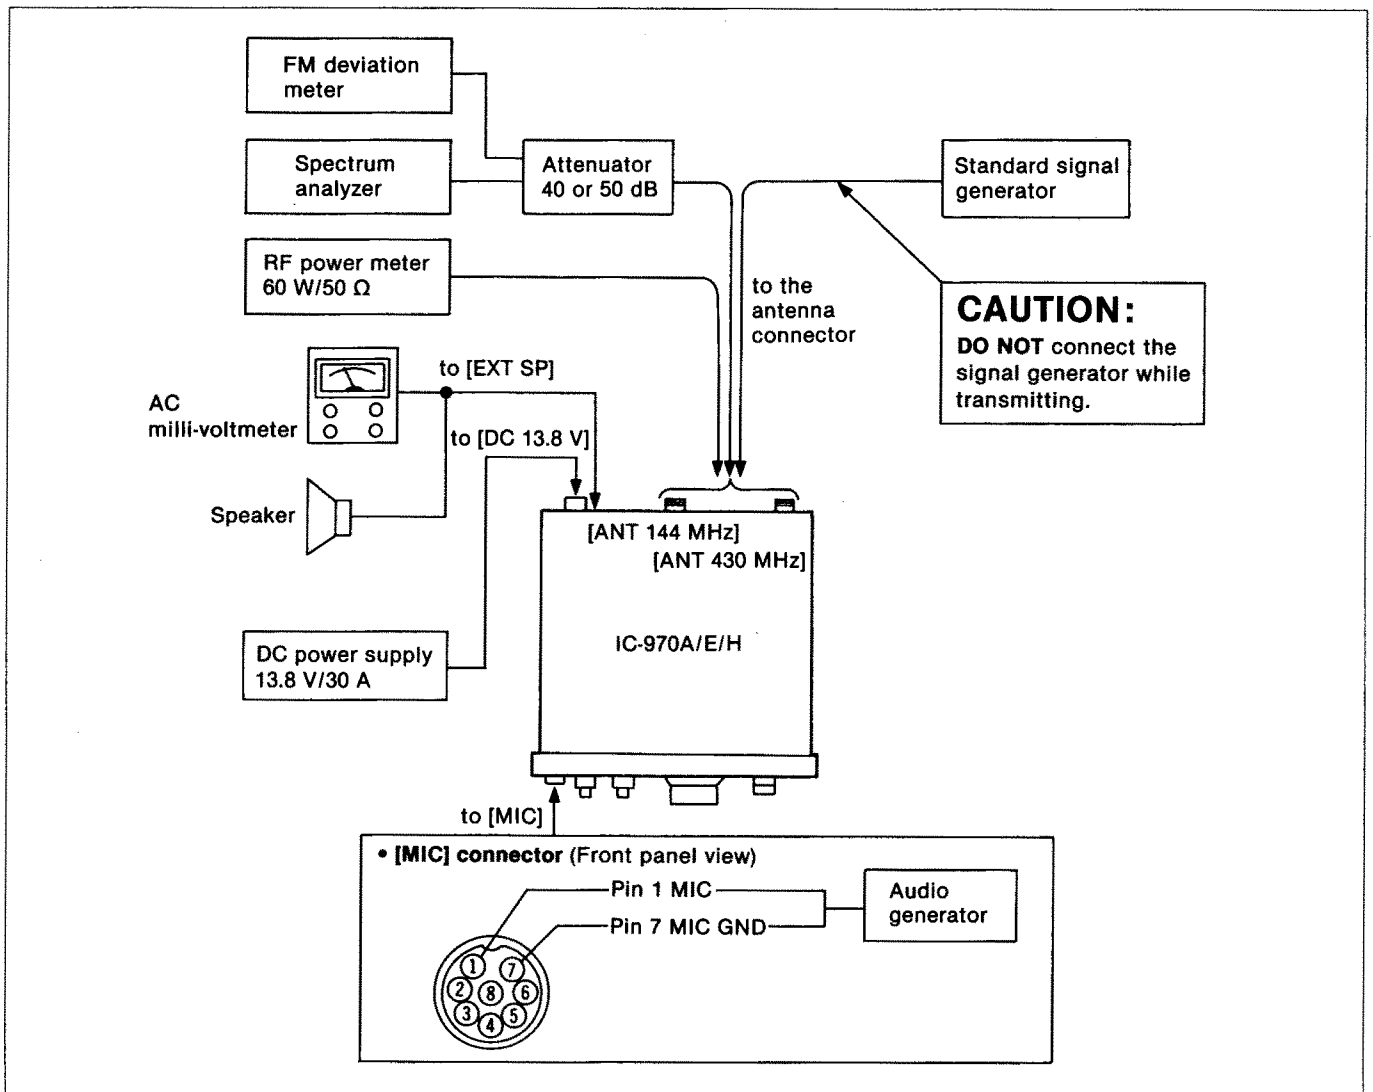 FM deviation
meter
Spectrum
analyzer
Attenuator
40 or 50 dB
Standard signal
generator
RF power meter
60 W/50 Ω
to the
antenna
connector
CAUTION:
DO NOT connect the
signal generator while
transmitting.
AC
milli-voltmeter
to [EXT SP]
to [DC 13.8 V]
Speaker
[ANT 144 MHz]
[ANT 430 MHz]
IC-970A/E/H
DC power supply
13.8 V/30 A
to [MIC]
• [MIC] connector (Front panel view)
Pin 1 MIC
Pin 7 MIC GND
Audio
generator
1
7
2
8
6
3
5
4